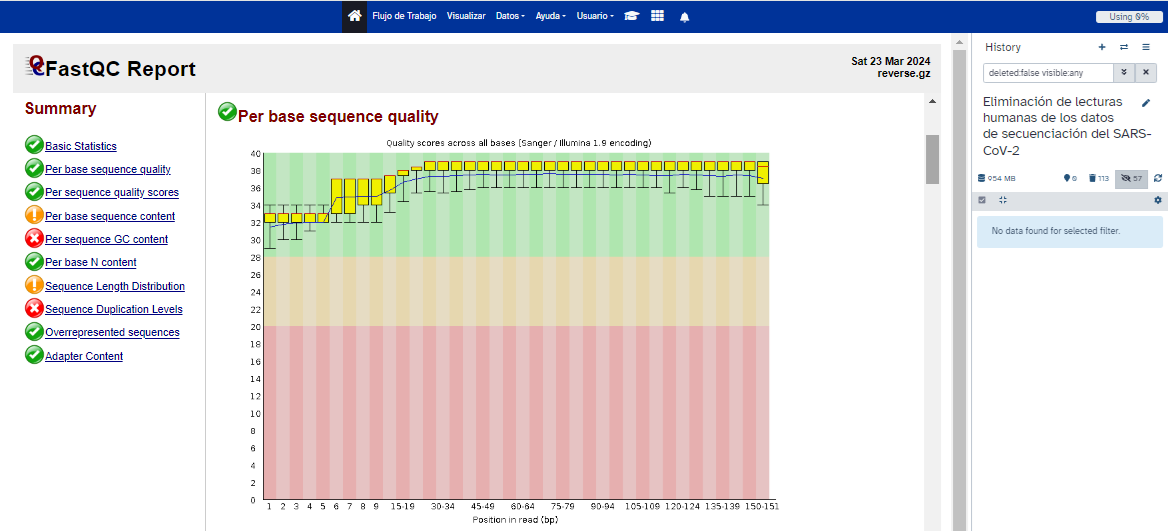 Flujo de Trabajo Visualizar Datos Ayuda Usuario Using 0%
FastQC Report
Sat 23 Mar 2024
reverse.gz
Summary
Basic Statistics
Per base sequence quality
Per sequence quality scores
Per base sequence content
Per sequence GC content
Per base N content
Sequence Length Distribution
Sequence Duplication Levels
Overrepresented sequences
Adapter Content
Per base sequence quality
Quality scores across all bases (Sanger / Illumina 1.9 encoding)
40
38
36
34
32
30
28
26
24
22
20
18
16
14
12
10
8
6
4
2
0
1 2 3 4 5 6 7 8 9 15-19 30-34 45-49 60-64 75-79 90-94 105-109 120-124 135-139 150-151
Position in read (bp)
History
deleted:false visible:any
Eliminación de lecturas
humanas de los datos
de secuenciación del SARS-
CoV-2
954 MB 0 113 57
No data found for selected filter.